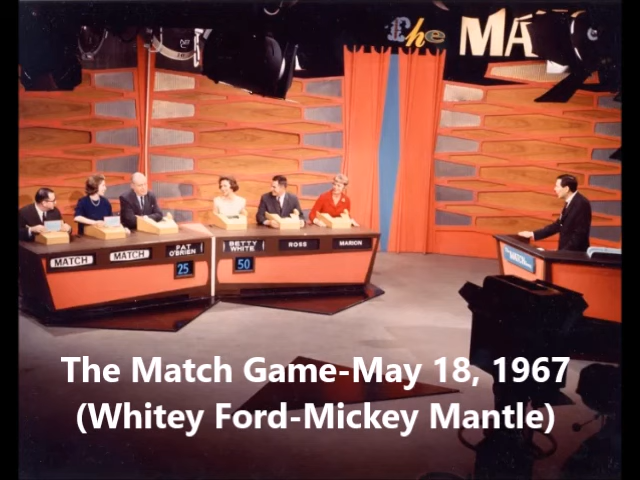 The MA
MATCH
MATCH
PAT
O'BRIEN
25
BETTY
WHITE
50
ROSS
MARION
The Match Game-May 18, 1967
(Whitey Ford-Mickey Mantle)